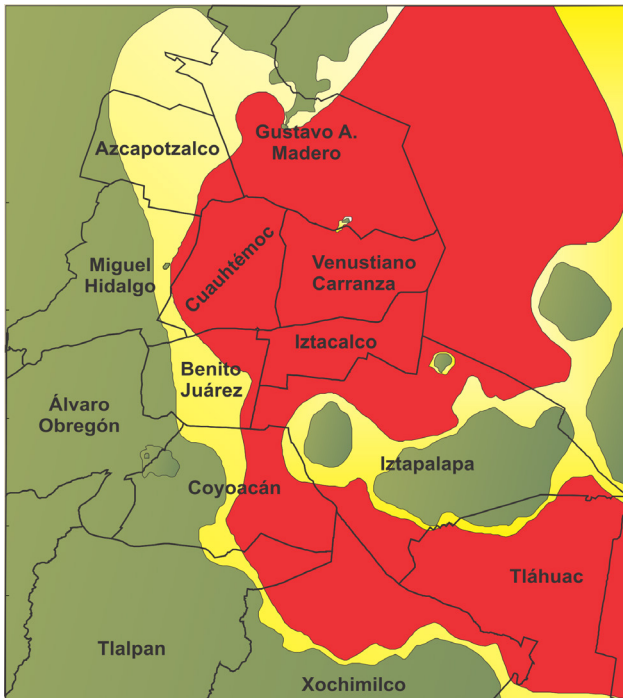 Gustavo A.
Madero
Azcapotzalco
Cuauhtémoc
Miguel
Hidalgo
Venustiano
Carranza
Iztacalco
Benito
Juárez
Álvaro
Obregón
Iztapalapa
Coyoacán
Tláhuac
Tlalpan
Xochimilco